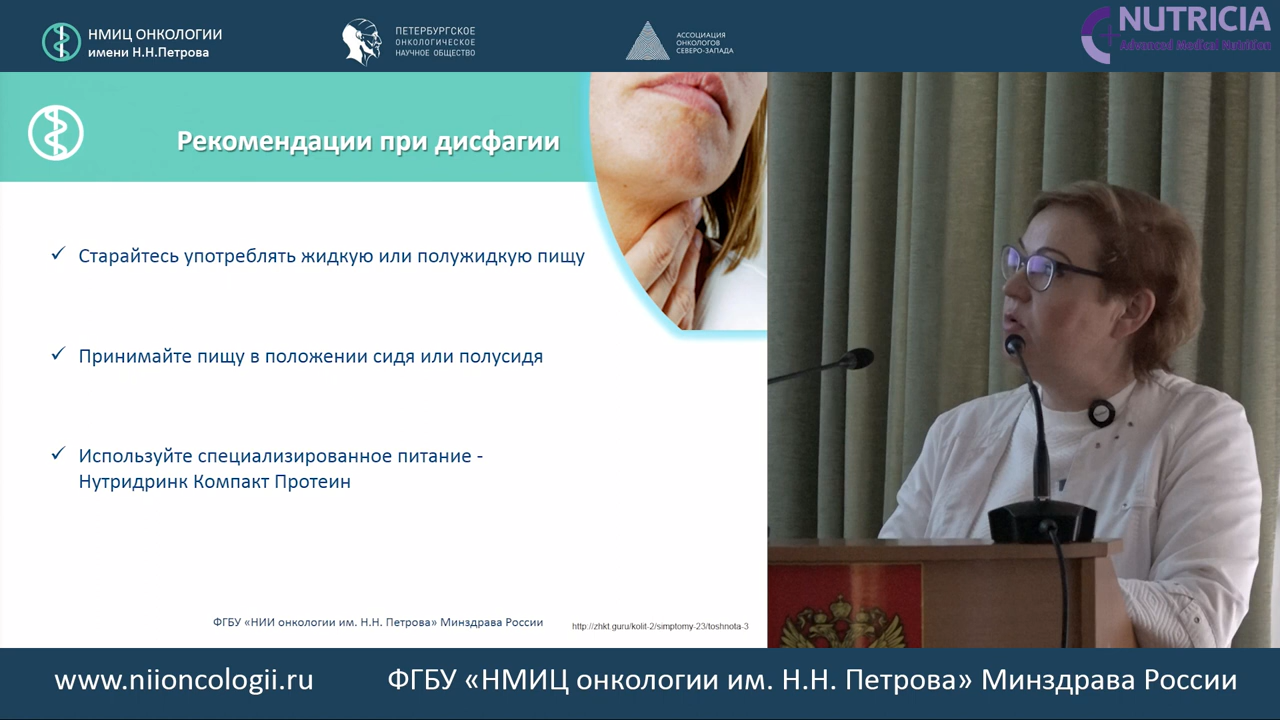 НМИЦ ОНКОЛОГИИ
имени Н.Н.Петрова
ПЕТЕРБУРГСКОЕ
ОНКОЛОГИЧЕСКОЕ
НАУЧНОЕ ОБЩЕСТВО
АССОЦИАЦИЯ
ОНКОЛОГОВ
СЕВЕРО-ЗАПАДА
NUTRICIA
Advanced Medical Nutrition
Рекомендации при дисфагии
✓ Старайтесь употреблять жидкую или полужидкую пищу
✓ Принимайте пищу в положении сидя или полусидя
✓ Используйте специализированное питание -
Нутридринк Компакт Протеин
ФГБУ «НИИ онкологии им. Н.Н. Петрова» Минздрава России
http://zhkt.guru/kolit-2/simptomy-23/toshnota-3
www.niioncologii.ru
ФГБУ «НМИЦ онкологии им. Н.Н. Петрова» Минздрава России